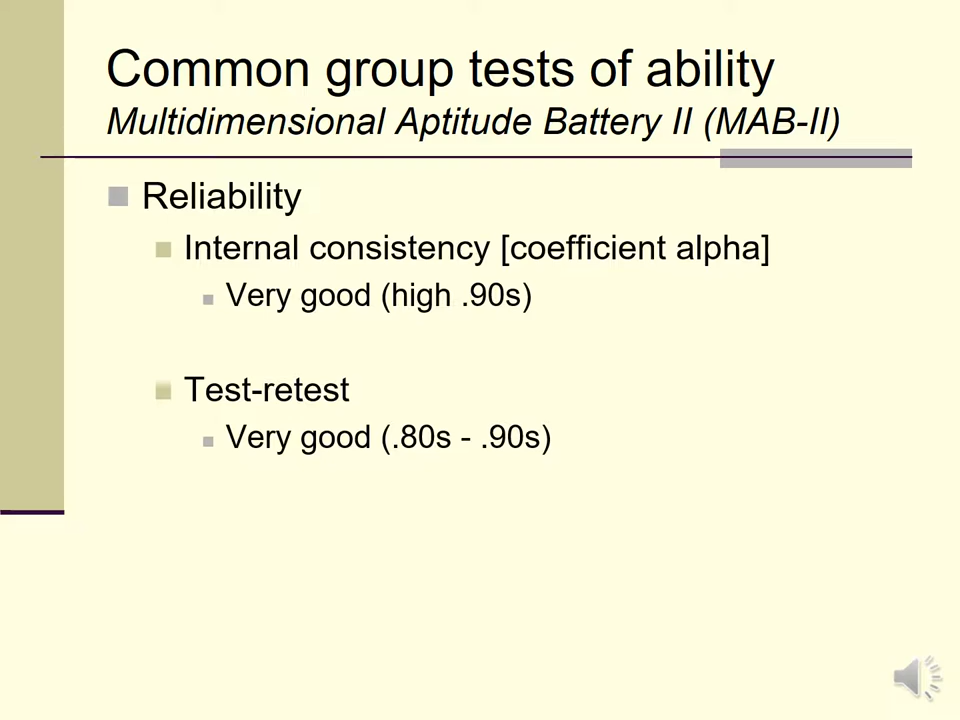 Common group tests of ability
Multidimensional Aptitude Battery II (MAB-II)
Reliability
Internal consistency [coefficient alpha]
Very good (high .90s)
Test-retest
Very good (.80s - .90s)